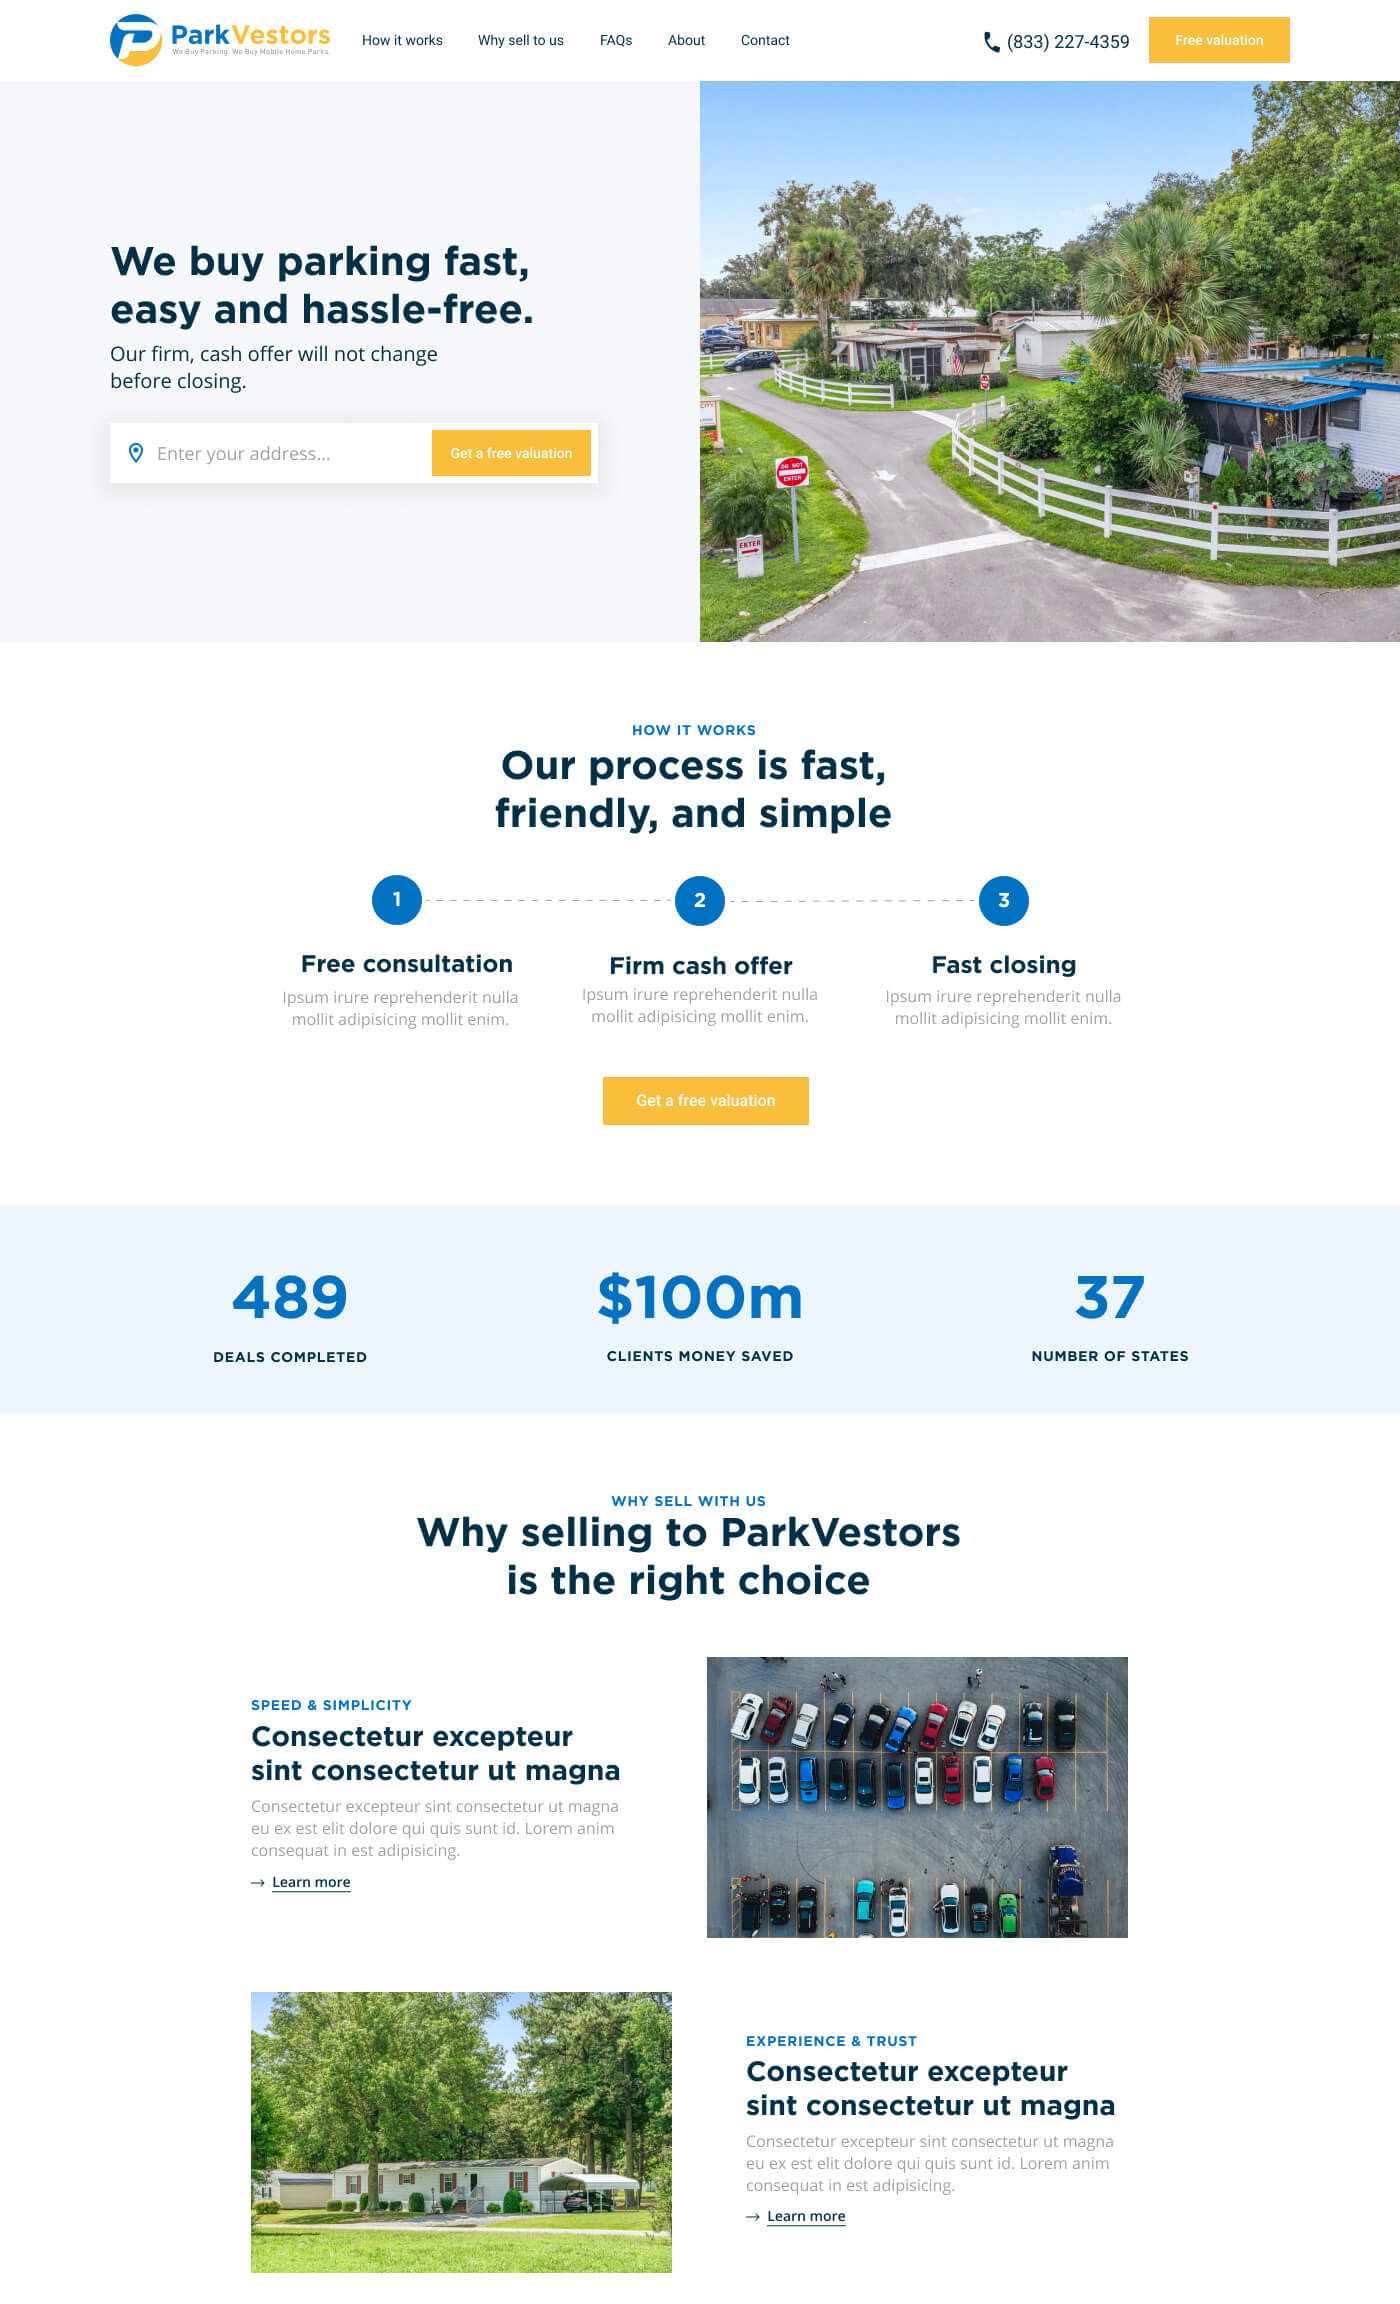 ParkVestors
We Buy Parking. We Buy Mobile Home Parks.
How it works
Why sell to us
FAQs
About
Contact
(833) 227-4359
Free valuation
We buy parking fast,
easy and hassle-free.
Our firm, cash offer will not change
before closing.
Enter your address...
Get a free valuation
DO NOT
ENTER
ENTER
HOW IT WORKS
Our process is fast,
friendly, and simple
1
2
3
Free consultation
Ipsum irure reprehenderit nulla
mollit adipisicing mollit enim.
Firm cash offer
Ipsum irure reprehenderit nulla
mollit adipisicing mollit enim.
Fast closing
Ipsum irure reprehenderit nulla
mollit adipisicing mollit enim.
Get a free valuation
489
DEALS COMPLETED
$100m
CLIENTS MONEY SAVED
37
NUMBER OF STATES
WHY SELL WITH US
Why selling to ParkVestors
is the right choice
SPEED & SIMPLICITY
Consectetur excepteur
sint consectetur ut magna
Consectetur excepteur sint consectetur ut magna
eu ex est elit dolore qui quis sunt id. Lorem anim
consequat in est adipisicing.
Learn more
EXPERIENCE & TRUST
Consectetur excepteur
sint consectetur ut magna
Consectetur excepteur sint consectetur ut magna
eu ex est elit dolore qui quis sunt id. Lorem anim
consequat in est adipisicing.
Learn more